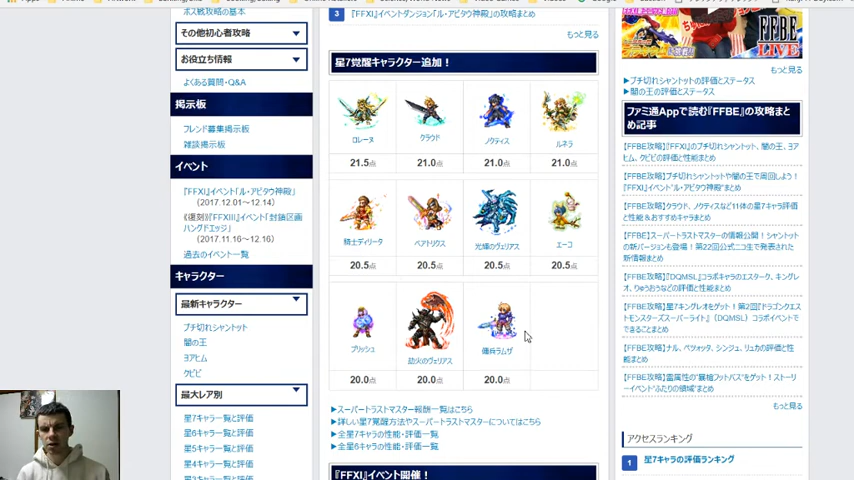 ボス戦攻略の基本
その他初心者攻略
お役立ち情報
よくある質問・Q&A
掲示板
フレンド募集掲示板
雑談掲示板
イベント
『FFXI』イベント「ル・アビタウ神殿」
(2017.12.01～12.14)
《復刻》『FFXIII』イベント「封鎖区画
ハングドエッジ」
(2017.11.16～12.16)
過去のイベント一覧
キャラクター
最新キャラクター
ブチ切れシャントット
闇の王
ヨアヒム
クピピ
最大レア別
星7キャラ一覧と評価
星6キャラ一覧と評価
星5キャラ一覧と評価
星4キャラ一覧と評価
3
『FFXI』イベントダンジョン「ル・アビタウ神殿」の攻略まとめ
もっと見る
星7覚醒キャラクター追加！
ロレーヌ
クラウド
ノクティス
ルネラ
21.5点
21.0点
21.0点
21.0点
騎士ディリータ
ベアトリクス
光輝のヴェリアス
エーコ
20.5点
20.5点
20.5点
20.5点
プリッシュ
劫火のヴェリアス
傭兵ラムザ
20.0点
20.0点
20.0点
▶スーパートラストマスター報酬一覧はこちら
▶詳しい星7覚醒方法やスーパートラストマスターについてはこちら
▶全星7キャラの性能・評価一覧
▶全星6キャラの性能・評価一覧
『FFXI』イベント開催！
FFBE
LIVE
もっと見る
▶ブチ切れシャントットの評価とステータス
▶闇の王の評価とステータス
ファミ通Appで読む『FFBE』の攻略まと
め記事
【FFBE攻略】『FFXI』のブチ切れシャントット、闇の王、ヨア
ヒム、クピピの評価と性能まとめ
【FFBE攻略】ブチ切れシャントットや闇の王で周回しよう！
『FFXI』イベント“ル・アビタウ神殿”まとめ
【FFBE攻略】クラウド、ノクティスなど11体の星7キャラ評価
と性能＆おすすめキャラまとめ
【FFBE】スーパートラストマスターの情報公開！シャントット
の新バージョンも登場！第22回公式ニコ生で発表された
新情報まとめ
【FFBE攻略】『DQMSL』コラボキャラのエスターク、キングレ
オ、りゅうおうなどの評価と性能まとめ
【FFBE攻略】星7キングレオをゲット！第2回『ドラゴンクエス
トモンスターズスーパーライト』(DQMSL)コラボイベントで
できることまとめ
【FFBE攻略】ナル、ペツォッタ、シンジュ、リュカの評価と性
能まとめ
【FFBE攻略】雷属性の“暴槍フットバス”をゲット！ストーリ
ーイベント“ふたりの領域”まとめ
もっと見る
アクセスランキング
1
星7キャラの評価ランキング